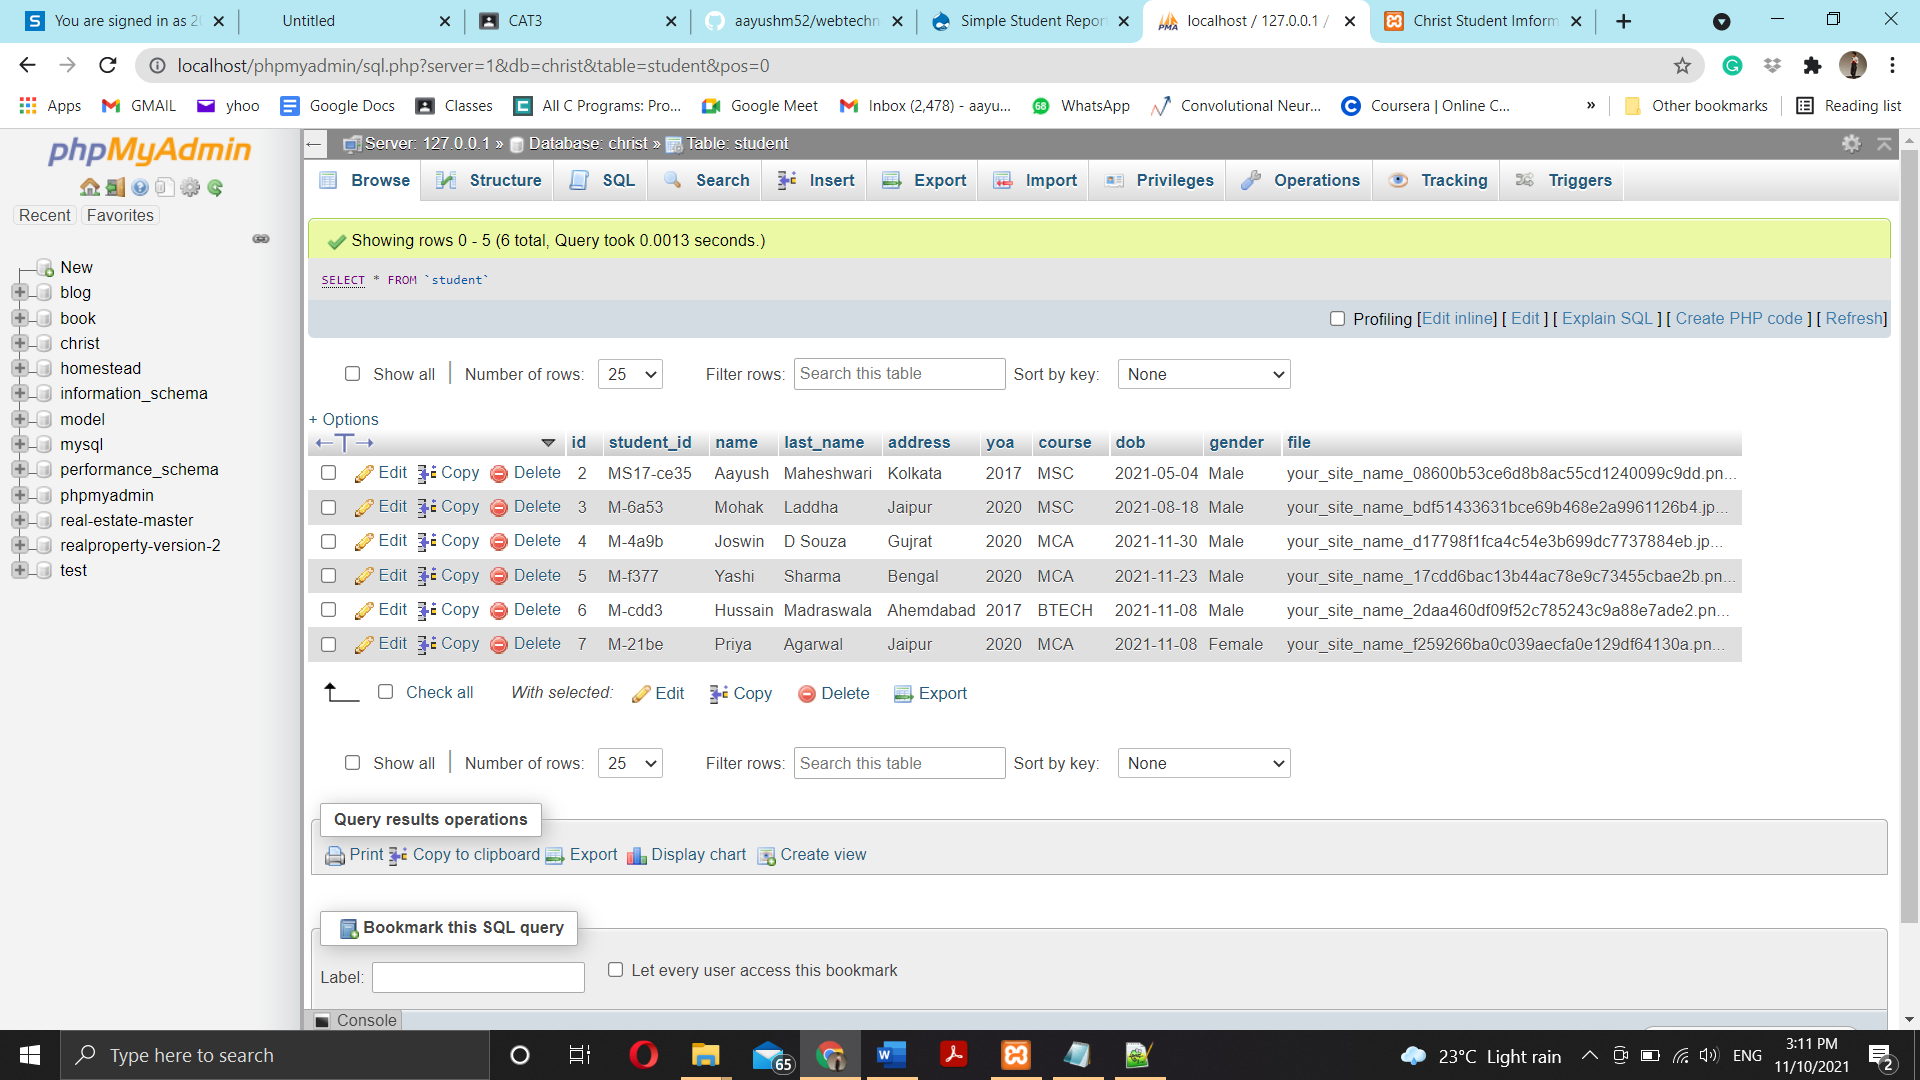 You are signed in as 20
Untitled
CAT3
aayushm52/webtechn
Simple Student Repor
localhost / 127.0.0.1 /
Christ Student Imform
localhost/phpmyadmin/sql.php?server=1&db=christ&table=student&pos=0
Apps GMAIL yhoo Google Docs Classes All C Programs: Pro... Google Meet Inbox (2,478) - aayu... WhatsApp Convolutional Neur... Coursera | Online C... » Other bookmarks Reading list
phpMyAdmin
Recent Favorites
New
blog
book
christ
homestead
information_schema
model
mysql
performance_schema
phpmyadmin
real-estate-master
realproperty-version-2
test
Server: 127.0.0.1 » Database: christ » Table: student
Browse Structure SQL Search Insert Export Import Privileges Operations Tracking Triggers
Showing rows 0 - 5 (6 total, Query took 0.0013 seconds.)
SELECT * FROM `student`
Profiling [Edit inline] [ Edit ] [ Explain SQL ] [ Create PHP code ] [ Refresh]
Show all | Number of rows: 25 Filter rows: Search this table Sort by key: None
+ Options
id student_id name last_name address yoa course dob gender file
Edit Copy Delete 2 MS17-ce35 Aayush Maheshwari Kolkata 2017 MSC 2021-05-04 Male your_site_name_08600b53ce6d8b8ac55cd1240099c9dd.pn...
Edit Copy Delete 3 M-6a53 Mohak Laddha Jaipur 2020 MSC 2021-08-18 Male your_site_name_bdf51433631bce69b468e2a9961126b4.jp...
Edit Copy Delete 4 M-4a9b Joswin D Souza Gujrat 2020 MCA 2021-11-30 Male your_site_name_d17798f1fca4c54e3b699dc7737884eb.jp...
Edit Copy Delete 5 M-f377 Yashi Sharma Bengal 2020 MCA 2021-11-23 Male your_site_name_17cdd6bac13b44ac78e9c73455cbae2b.pn...
Edit Copy Delete 6 M-cdd3 Hussain Madraswala Ahemdabad 2017 BTECH 2021-11-08 Male your_site_name_2daa460df09f52c785243c9a88e7ade2.pn...
Edit Copy Delete 7 M-21be Priya Agarwal Jaipur 2020 MCA 2021-11-08 Female your_site_name_f259266ba0c039aecfa0e129df64130a.pn...
Check all With selected: Edit Copy Delete Export
Show all | Number of rows: 25 Filter rows: Search this table Sort by key: None
Query results operations
Print Copy to clipboard Export Display chart Create view
Bookmark this SQL query
Label: Let every user access this bookmark
Console
Type here to search
65
23°C Light rain
ENG
3:11 PM
11/10/2021
2